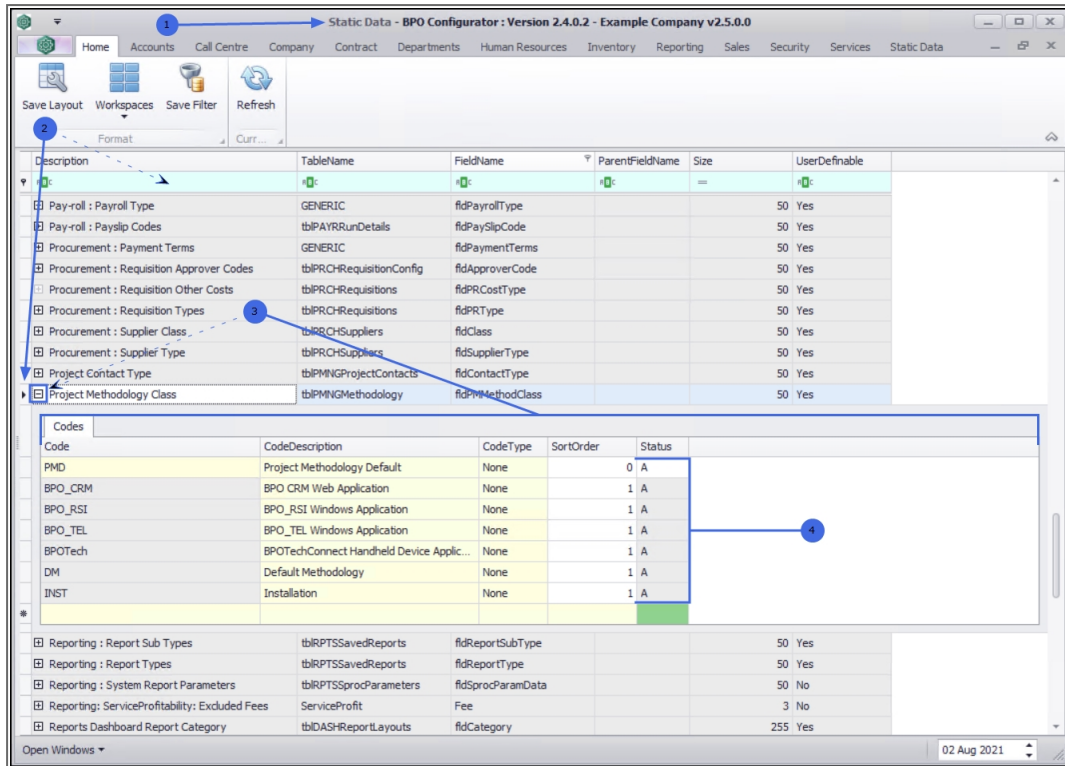 1
Static Data - BPO Configurator : Version 2.4.0.2 - Example Company v2.5.0.0
Home Accounts Call Centre Company Contract Departments Human Resources Inventory Reporting Sales Security Services Static Data
Save Layout Workspaces Save Filter Refresh
2
Format Curr...
Description TableName FieldName ParentFieldName Size UserDefinable
Pay-roll : Payroll Type GENERIC fldPayrollType 50 Yes
Pay-roll : Payslip Codes tblPAYRRunDetails fldPaySlipCode 50 Yes
Procurement : Payment Terms GENERIC fldPaymentTerms 50 Yes
Procurement : Requisition Approver Codes tblPRCHRequisitionConfig fldApproverCode 50 Yes
Procurement : Requisition Other Costs tblPRCHRequisitions fldPRCostType 50 Yes
Procurement : Requisition Types 3 tblPRCHRequisitions fldPRType 50 Yes
Procurement : Supplier Class tblPRCHSuppliers fldClass 50 Yes
Procurement : Supplier Type tblPRCHSuppliers fldSupplierType 50 Yes
Project Contact Type tblPMNGProjectContacts fldContactType 50 Yes
Project Methodology Class tblPMNGMethodology fldPMMethodClass 50 Yes
Codes
Code CodeDescription CodeType SortOrder Status
PMD Project Methodology Default None 0 A
BPO_CRM BPO CRM Web Application None 1 A
BPO_RSI BPO_RSI Windows Application None 1 A
BPO_TEL BPO_TEL Windows Application None 1 A 4
BPOTech BPOTechConnect Handheld Device Applic... None 1 A
DM Default Methodology None 1 A
INST Installation None 1 A
Reporting : Report Sub Types tblRPTSSavedReports fldReportSubType 50 Yes
Reporting : Report Types tblRPTSSavedReports fldReportType 50 Yes
Reporting : System Report Parameters tblRPTSSprocParameters fldSprocParamData 50 No
Reporting: ServiceProfitability: Excluded Fees ServiceProfit Fee 3 No
Reports Dashboard Report Category tblDASHReportLayouts fldCategory 255 Yes
Open Windows 02 Aug 2021